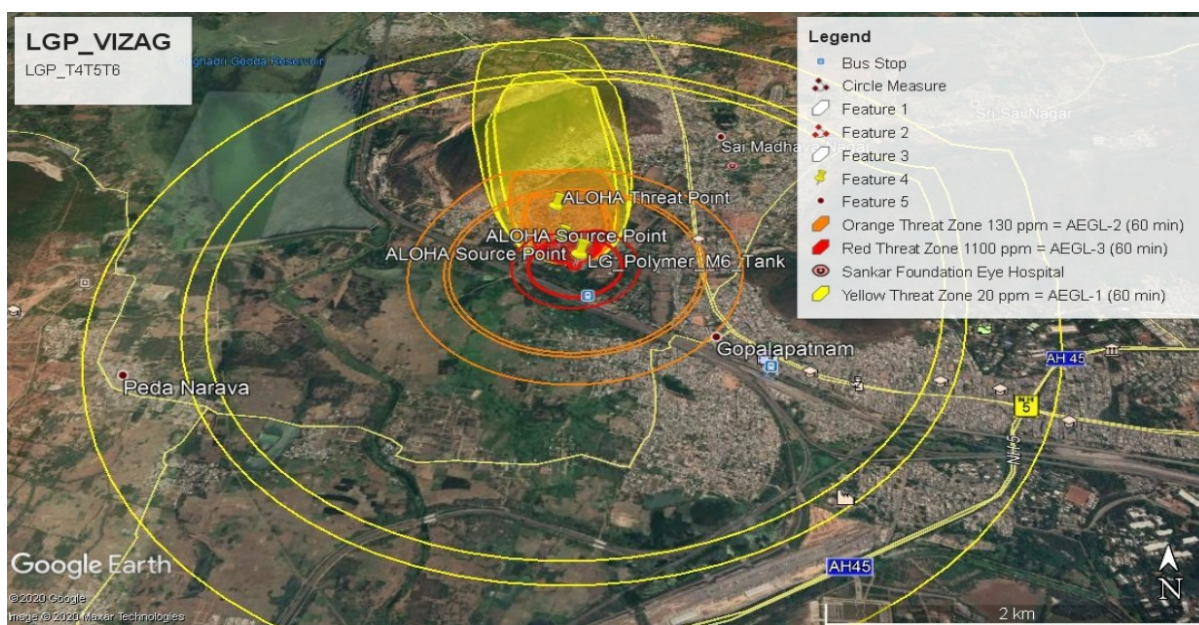 LGP_VIZAG
LGP_T4T5T6
Legend
Bus Stop
Circle Measure
Feature 1
Feature 2
Feature 3
Feature 4
Feature 5
Orange Threat Zone 130 ppm = AEGL-2 (60 min)
Red Threat Zone 1100 ppm = AEGL-3 (60 min)
Sankar Foundation Eye Hospital
Yellow Threat Zone 20 ppm = AEGL-1 (60 min)
Geoda Reservoir
Sri Sai Nagar
Sai Madhava Nagar
ALOHA Threat Point
ALOHA Source Point
ALOHA Source Point
LG_Polymer_M6_Tank
Gopalapatnam
Peda Narava
AH 45
5
NH 5
AH45
Google Earth
©2020 Google
Image © 2020 Maxar Technologies
2 km
N